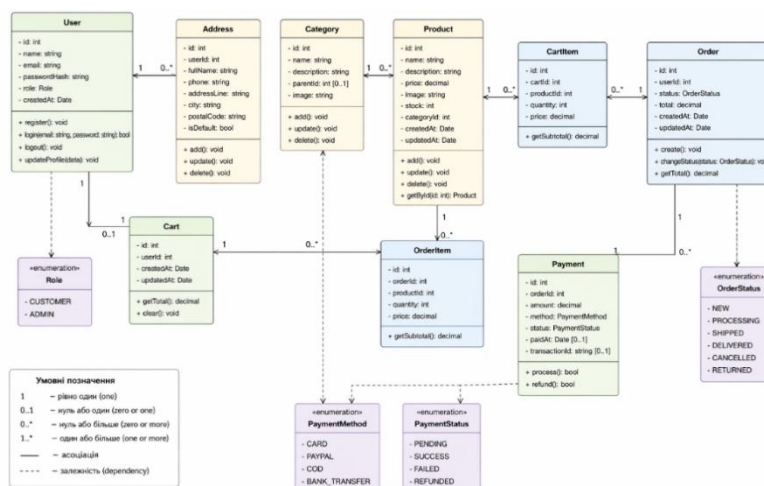 User
- id: int
- name: string
- email: string
- passwordHash: string
- role: Role
- createdAt: Date
+ register(): void
+ login(email: string, password: string): bool
+ logout(): void
+ updateProfile(data): void
1
0..*
Address
- id: int
- userId: int
- fullName: string
- phone: string
- addressLine: string
- city: string
- postalCode: string
- isDefault: bool
+ add(): void
+ update(): void
+ delete(): void
Category
- id: int
- name: string
- description: string
- parentId: int [0..1]
- image: string
+ add(): void
+ update(): void
+ delete(): void
1
0..*
Product
- id: int
- name: string
- description: string
- price: decimal
- image: string
- stock: int
- categoryId: int
- createdAt: Date
- updatedAt: Date
+ add(): void
+ update(): void
+ delete(): void
+ getById(id: int): Product
1
0..*
CartItem
- id: int
- cartId: int
- productId: int
- quantity: int
- price: decimal
+ getSubtotal(): decimal
0..*
1
Order
- id: int
- userId: int
- status: OrderStatus
- total: decimal
- createdAt: Date
- updatedAt: Date
+ create(): void
+ changeStatus(status: OrderStatus): vo
+ getTotal(): decimal
1
0..1
1
Cart
- id: int
- userId: int
- createdAt: Date
- updatedAt: Date
+ getTotal(): decimal
+ clear(): void
1
0..*
1
0..*
OrderItem
- id: int
- orderId: int
- productId: int
- quantity: int
- price: decimal
+ getSubtotal(): decimal
1
1
0..*
Payment
- id: int
- orderId: int
- amount: decimal
- method: PaymentMethod
- status: PaymentStatus
- paidAt: Date [0..1]
- transactionId: string [0..1]
+ process(): bool
+ refund(): bool
«enumeration»
Role
- CUSTOMER
- ADMIN
«enumeration»
OrderStatus
- NEW
- PROCESSING
- SHIPPED
- DELIVERED
- CANCELLED
- RETURNED
Умовні позначення
1 – рівно один (one)
0..1 – нуль або один (zero or one)
0..* – нуль або більше (zero or more)
1..* – один або більше (one or more)
– асоціація
– залежність (dependency)
«enumeration»
PaymentMethod
- CARD
- PAYPAL
- COD
- BANK_TRANSFER
«enumeration»
PaymentStatus
- PENDING
- SUCCESS
- FAILED
- REFUNDED